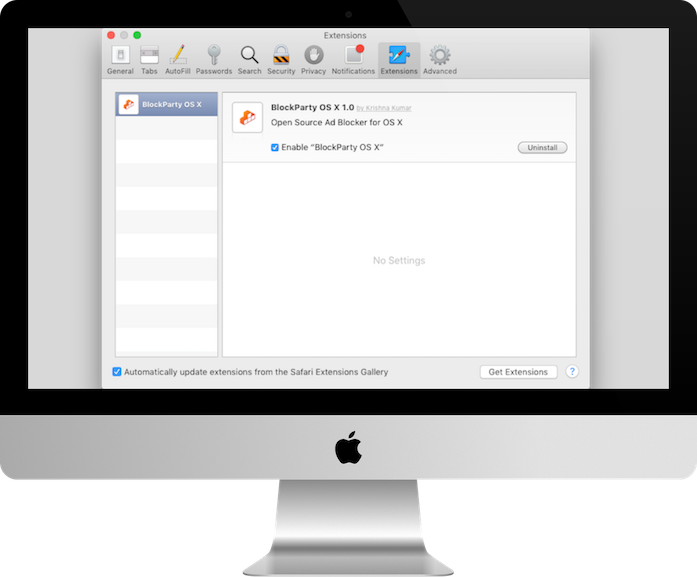 Extensions
General Tabs AutoFill Passwords Search Security Privacy Notifications Extensions Advanced
BlockParty OS X
BlockParty OS X 1.0 by Krishna Kumar
Open Source Ad Blocker for OS X
Enable “BlockParty OS X”
Uninstall
No Settings
Automatically update extensions from the Safari Extensions Gallery
Get Extensions
?